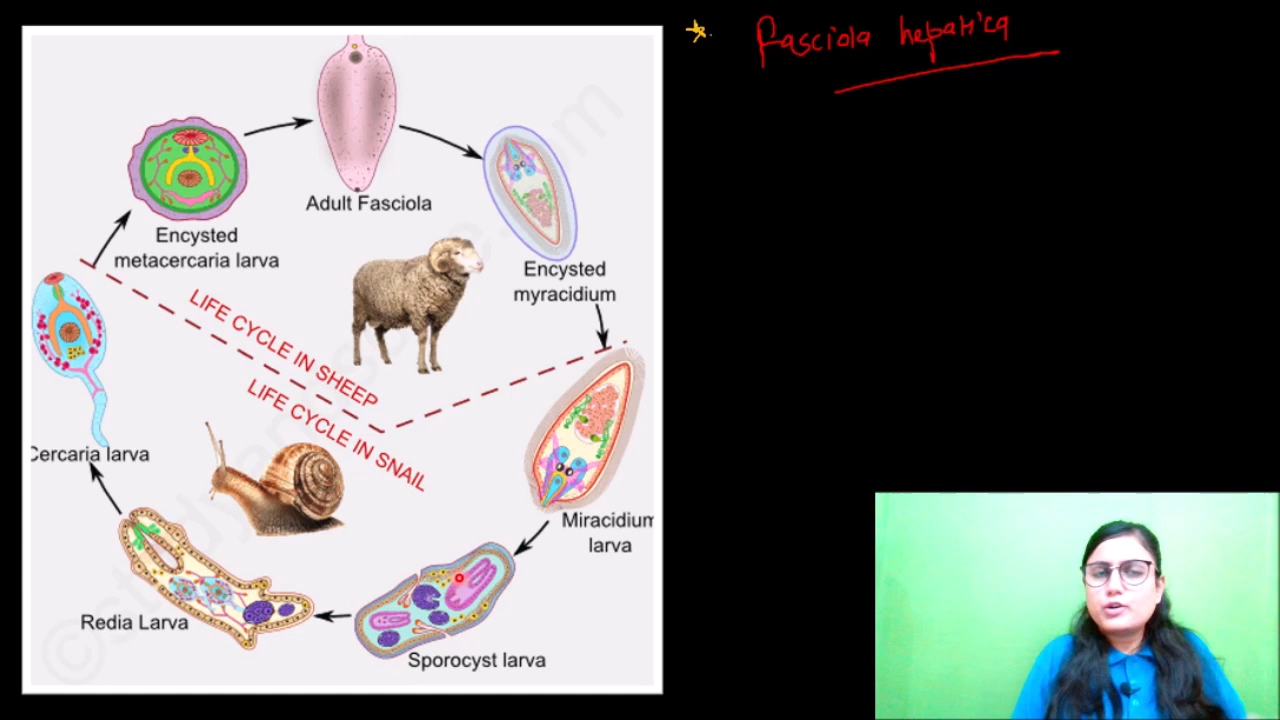 Fasciola hepatica
Adult Fasciola
Encysted
metacercaria larva
Encysted
myracidium
LIFE CYCLE IN SHEEP
LIFE CYCLE IN SNAIL
Cercaria larva
Miracidium
larva
Redia Larva
Sporocyst larva